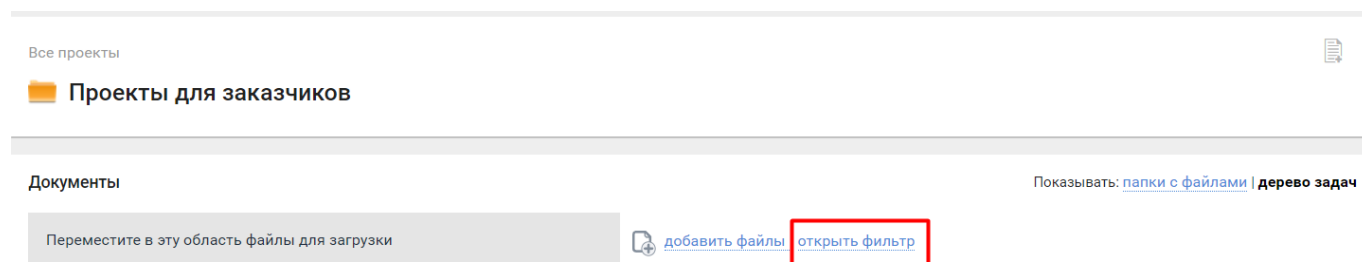 Все проекты
Проекты для заказчиков
Документы
Показывать: папки с файлами | дерево задач
Переместите в эту область файлы для загрузки
добавить файлы открыть фильтр